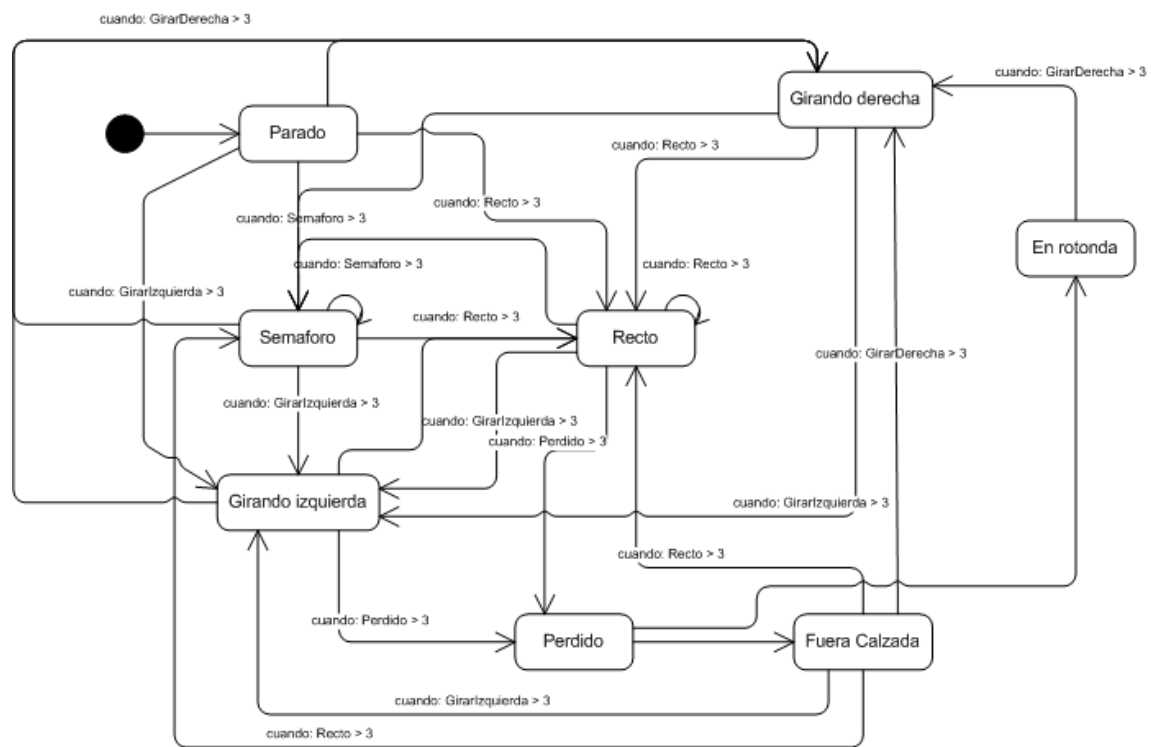 cuando: GirarDerecha > 3
cuando: GirarDerecha > 3
Girando derecha
Parado
cuando: Recto > 3
cuando: Recto > 3
cuando: Semaforo > 3
En rotonda
cuando: Semaforo > 3
cuando: Recto > 3
cuando: GirarIzquierda > 3
cuando: Recto > 3
Semaforo
Recto
cuando: GirarDerecha > 3
cuando: GirarIzquierda > 3
cuando: GirarIzquierda > 3
cuando: Perdido > 3
Girando izquierda
cuando: GirarIzquierda > 3
cuando: Recto > 3
cuando: Perdido > 3
Perdido
Fuera Calzada
cuando: GirarIzquierda > 3
cuando: Recto > 3